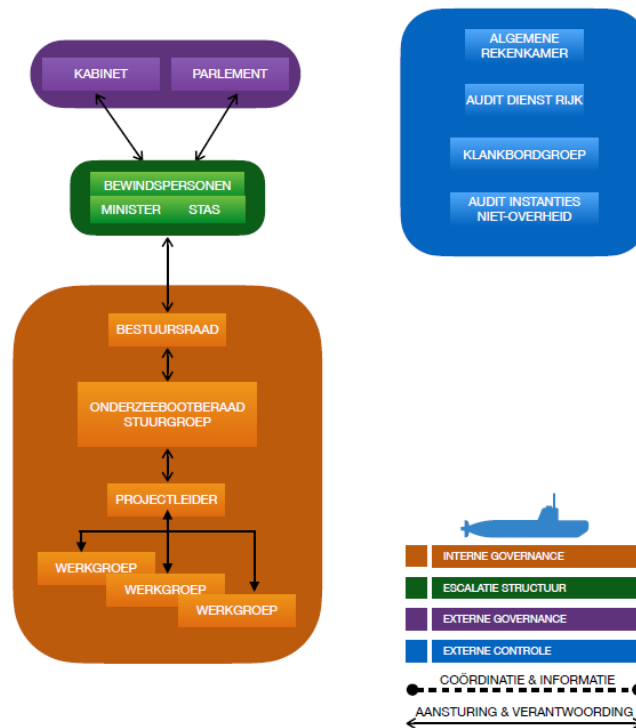 KABINET
PARLEMENT
BEWINDSPERSONEN
MINISTER STAS
BESTUURSRAAD
ONDERZEEBOOTBERAAD
STUURGROEP
PROJECTLEIDER
WERKGROEP
WERKGROEP
WERKGROEP
ALGEMENE
REKENKAMER
AUDIT DIENST RIJK
KLANKBORDGROEP
AUDIT INSTANTIES
NIET-OVERHEID
INTERNE GOVERNANCE
ESCALATIE STRUCTUUR
EXTERNE GOVERNANCE
EXTERNE CONTROLE
COÖRDINATIE & INFORMATIE
AANSTURING & VERANTWOORDING